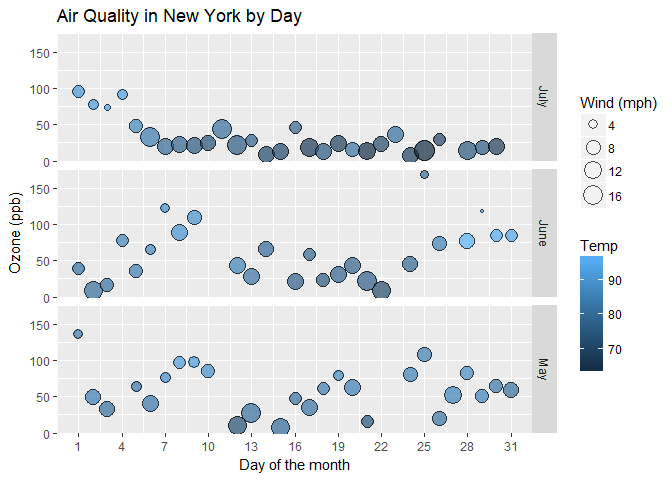 Air Quality in New York by Day
Ozone (ppb)
150
100
50
0
July
150
100
50
0
June
150
100
50
0
May
1 4 7 10 13 16 19 22 25 28 31
Day of the month
Wind (mph)
4
8
12
16
Temp
90
80
70